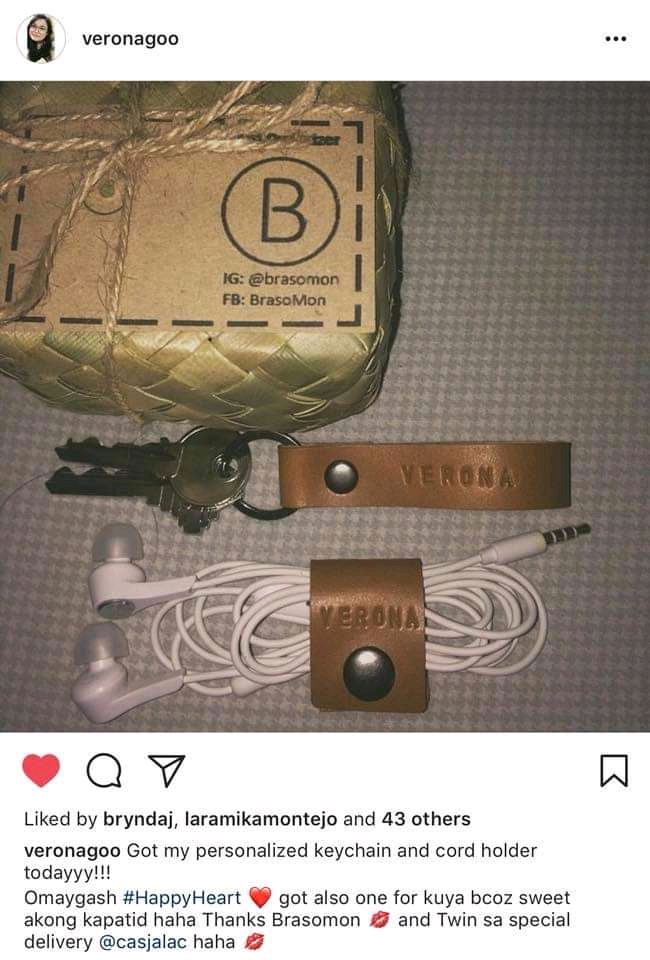 veronagoo
B
IG: @brasomon
FB: BrasoMon
VERONA
VERONA
Liked by bryndaj, laramikamontejo and 43 others
veronagoo Got my personalized keychain and cord holder
todayyy!!!
Omaygash #HappyHeart ❤️ got also one for kuya bcoz sweet
akong kapatid haha Thanks Brasomon 💋 and Twin sa special
delivery @casjalac haha 💋